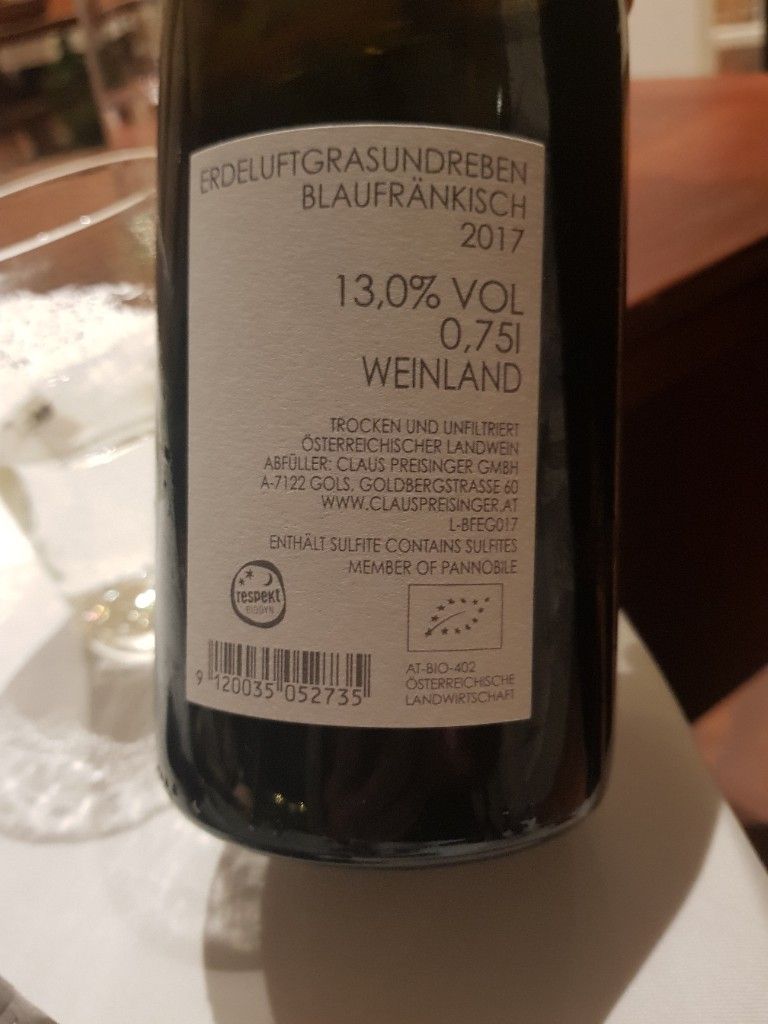 ERDELUFTGRASUNDREBEN
BLAUFRÄNKISCH
2017
13,0% VOL
0,75l
WEINLAND
TROCKEN UND UNFILTRIERT
ÖSTERREICHISCHER LANDWEIN
ABFÜLLER: CLAUS PREISINGER GMBH
A-7122 GOLS, GOLDBERGSTRASSE 60
WWW.CLAUSPREISINGER.AT
L-BFEG017
ENTHÄLT SULFITE CONTAINS SULFITES
MEMBER OF PANNOBILE
respekt
BIODYN
9 120035 052735
AT-BIO-402
ÖSTERREICHISCHE
LANDWIRTSCHAFT